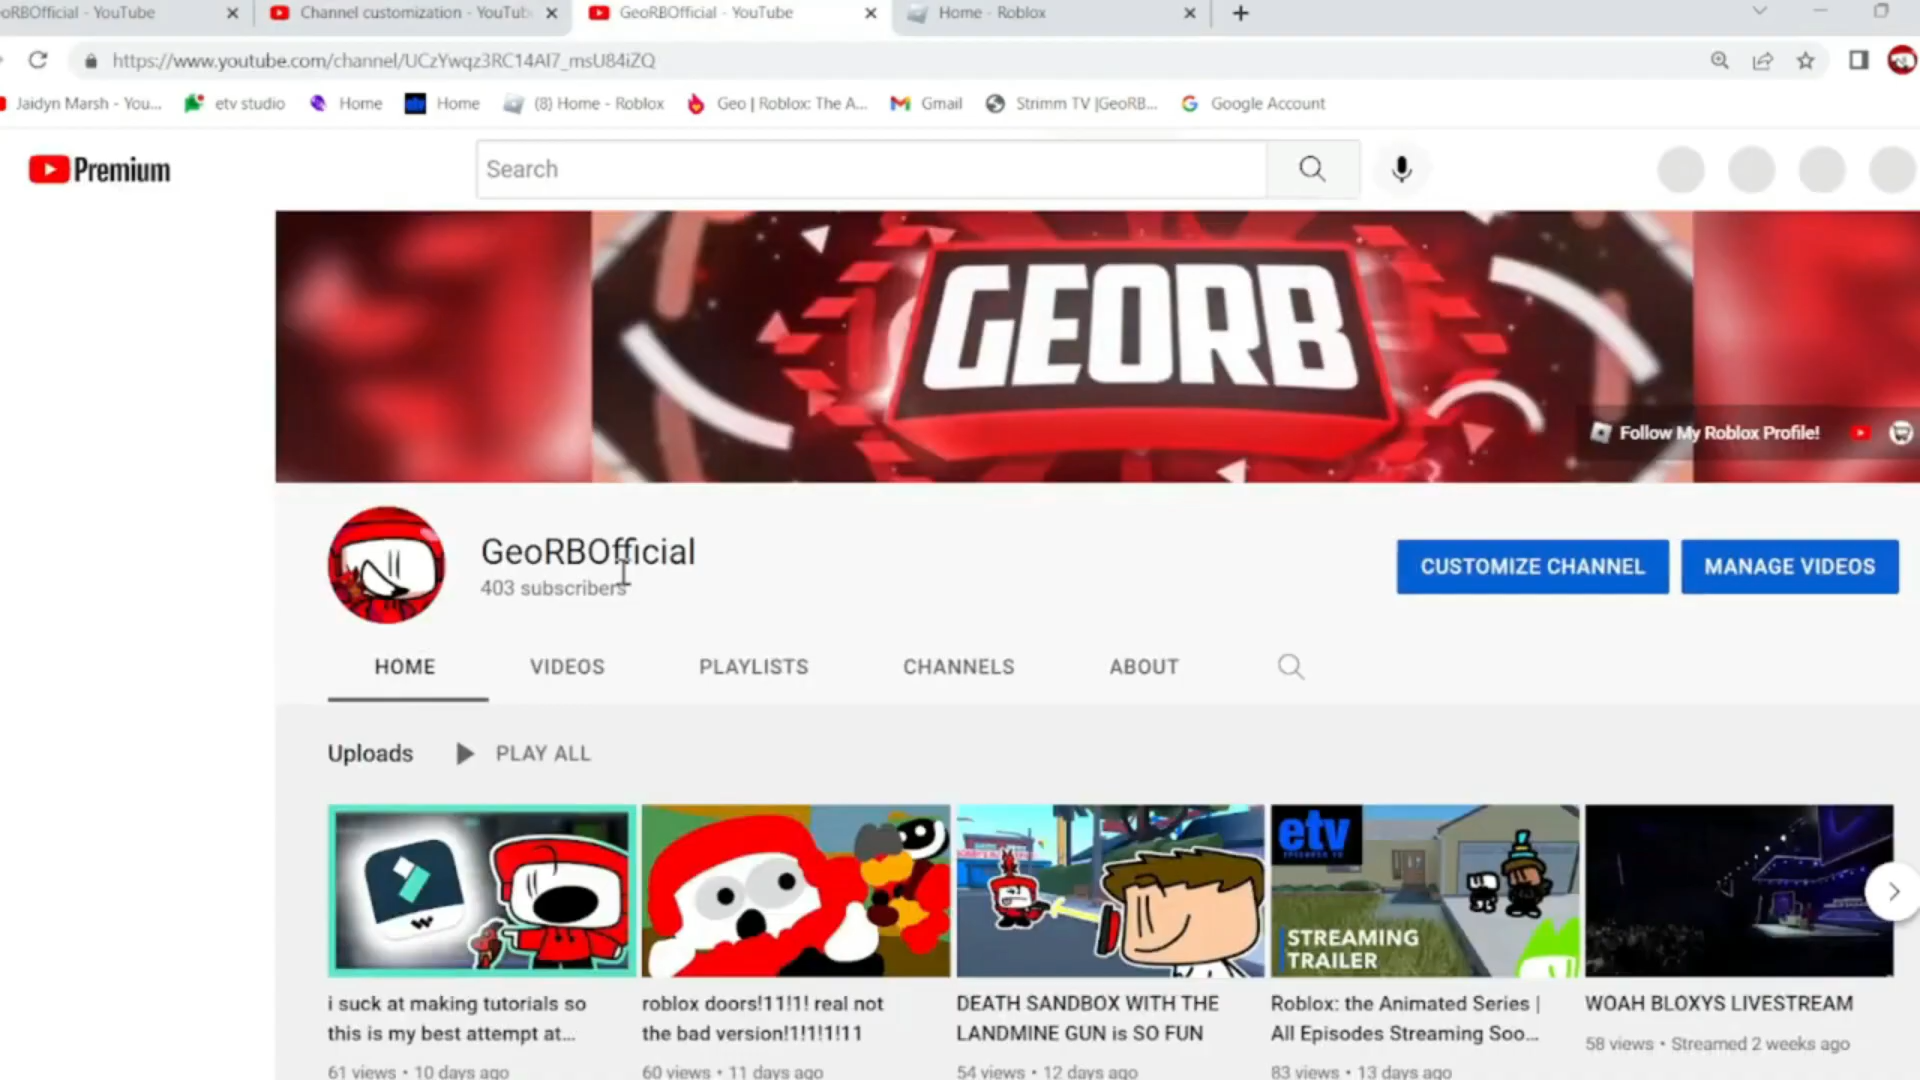 oRBOfficial - YouTube
Channel customization - YouTub
GeoRBOfficial - YouTube
Home - Roblox
https://www.youtube.com/channel/UCzYwqz3RC14AI7_msU84iZQ
Jaidyn Marsh - You...
etv studio
Home
etv
Home
(8) Home - Roblox
Geo | Roblox: The A...
Gmail
Strimm TV |GeoRB...
Google Account
Premium
Search
GEORB
Follow My Roblox Profile!
GeoRBOfficial
403 subscribers
CUSTOMIZE CHANNEL
MANAGE VIDEOS
HOME
VIDEOS
PLAYLISTS
CHANNELS
ABOUT
Uploads
PLAY ALL
etv
STREAMING
TRAILER
i suck at making tutorials so
this is my best attempt at...
61 views • 10 days ago
roblox doors!11!1! real not
the bad version!1!1!1!11
60 views • 11 days ago
DEATH SANDBOX WITH THE
LANDMINE GUN is SO FUN
54 views • 12 days ago
Roblox: the Animated Series |
All Episodes Streaming Soo...
83 views • 13 days ago
WOAH BLOXYS LIVESTREAM
58 views • Streamed 2 weeks ago